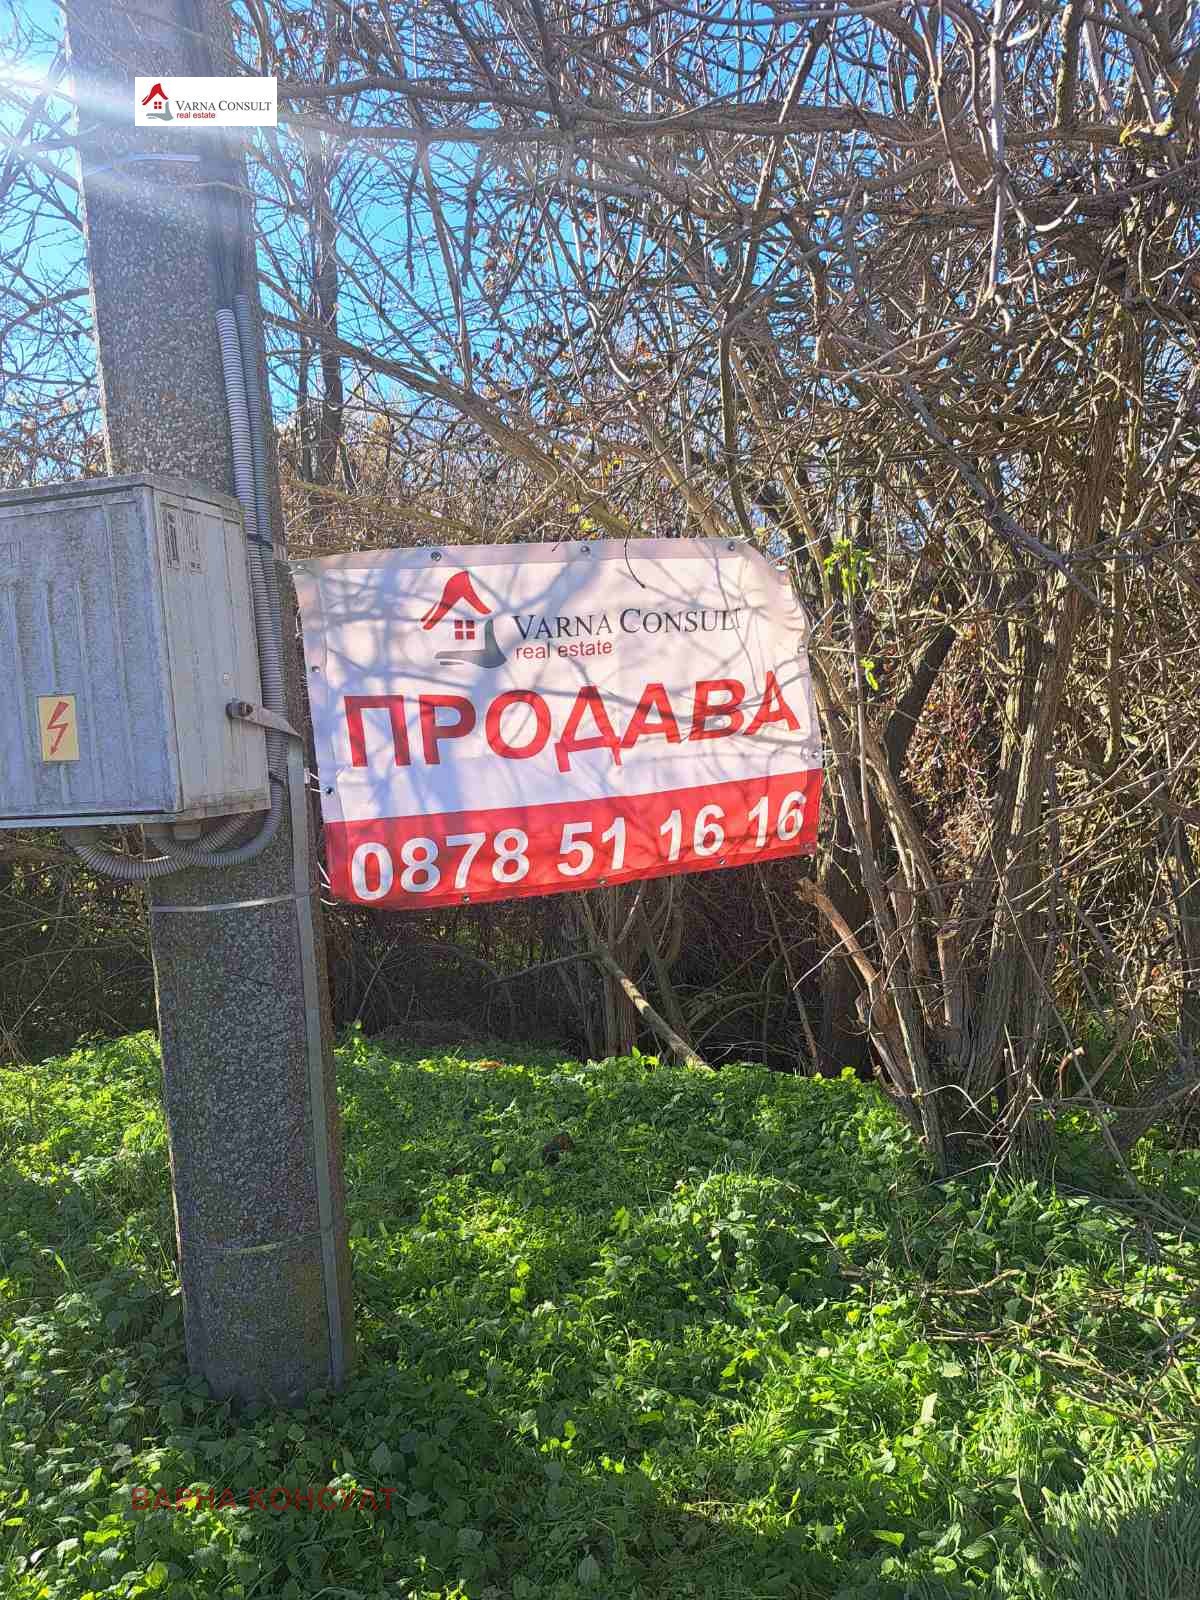 VARNA CONSULT
real estate
VARNA CONSULT
real estate
ПРОДАВА
0878 51 16 16
ВАРНА КОНСУЛТ